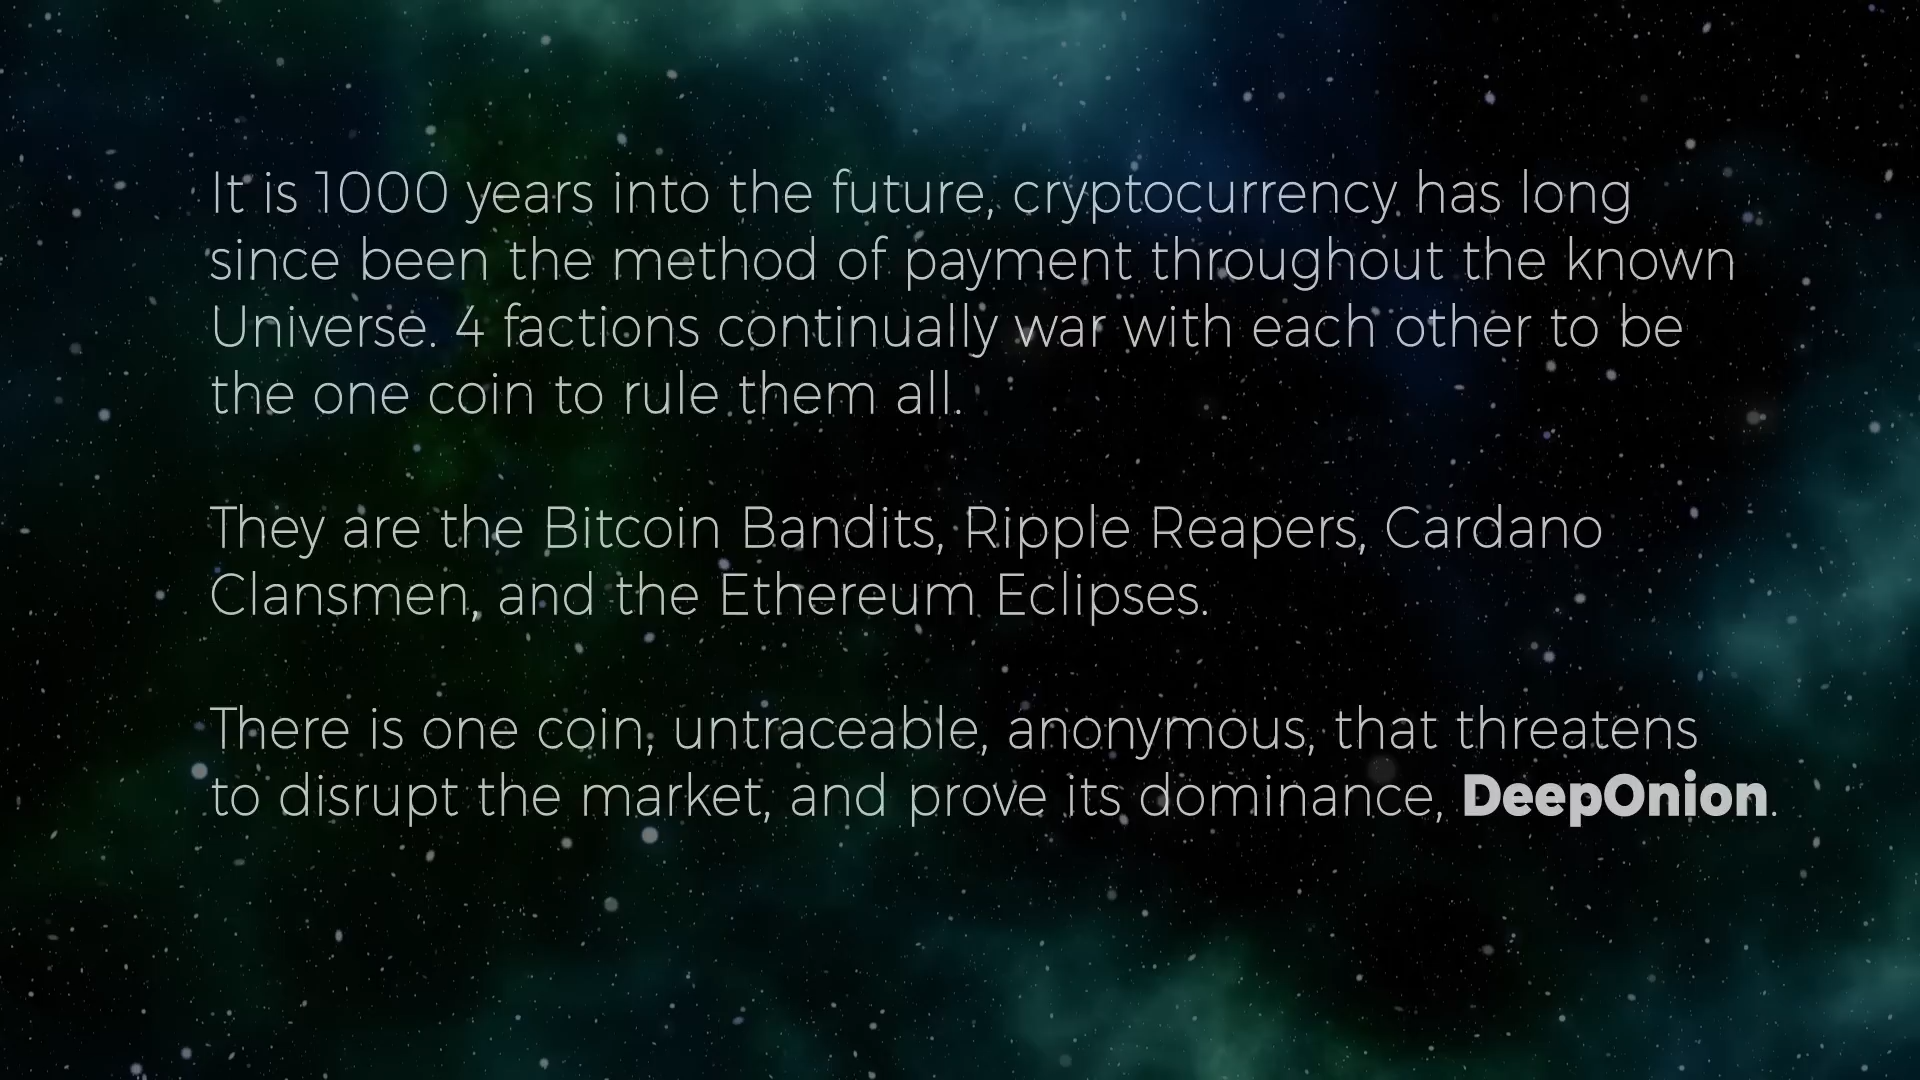 It is 1000 years into the future, cryptocurrency has long
since been the method of payment throughout the known
Universe. 4 factions continually war with each other to be
the one coin to rule them all.
They are the Bitcoin Bandits, Ripple Reapers, Cardano
Clansmen, and the Ethereum Eclipses.
There is one coin, untraceable, anonymous, that threatens
to disrupt the market, and prove its dominance, DeepOnion.